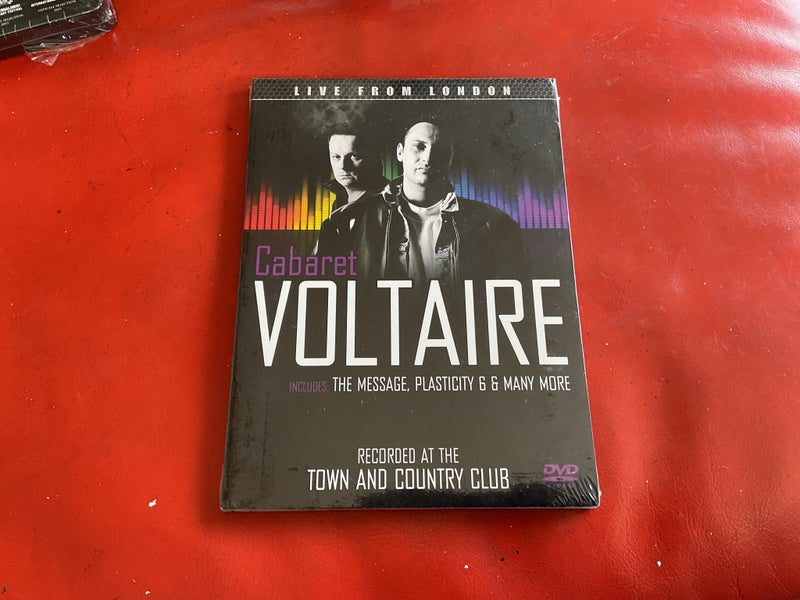 LIVE FROM LONDON
Cabaret
VOLTAIRE
INCLUDES: THE MESSAGE, PLASTICITY 6 & MANY MORE
RECORDED AT THE
TOWN AND COUNTRY CLUB
DVD
VIDEO